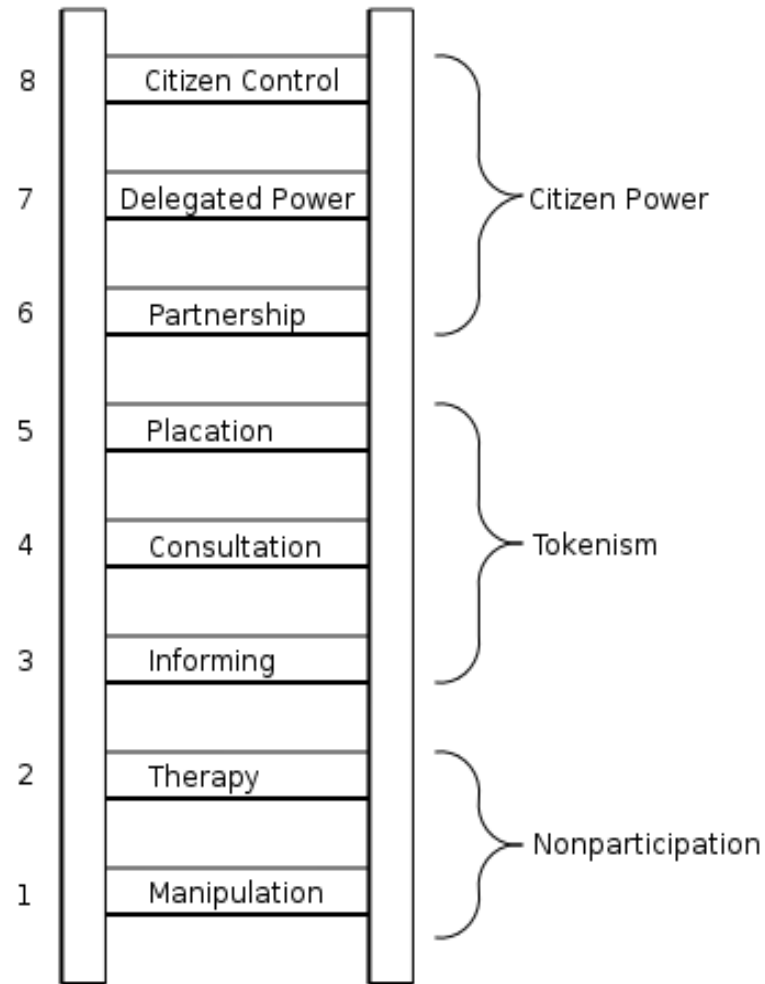 8 Citizen Control
7 Delegated Power
Citizen Power
6 Partnership
5 Placation
4 Consultation
Tokenism
3 Informing
2 Therapy
Nonparticipation
1 Manipulation